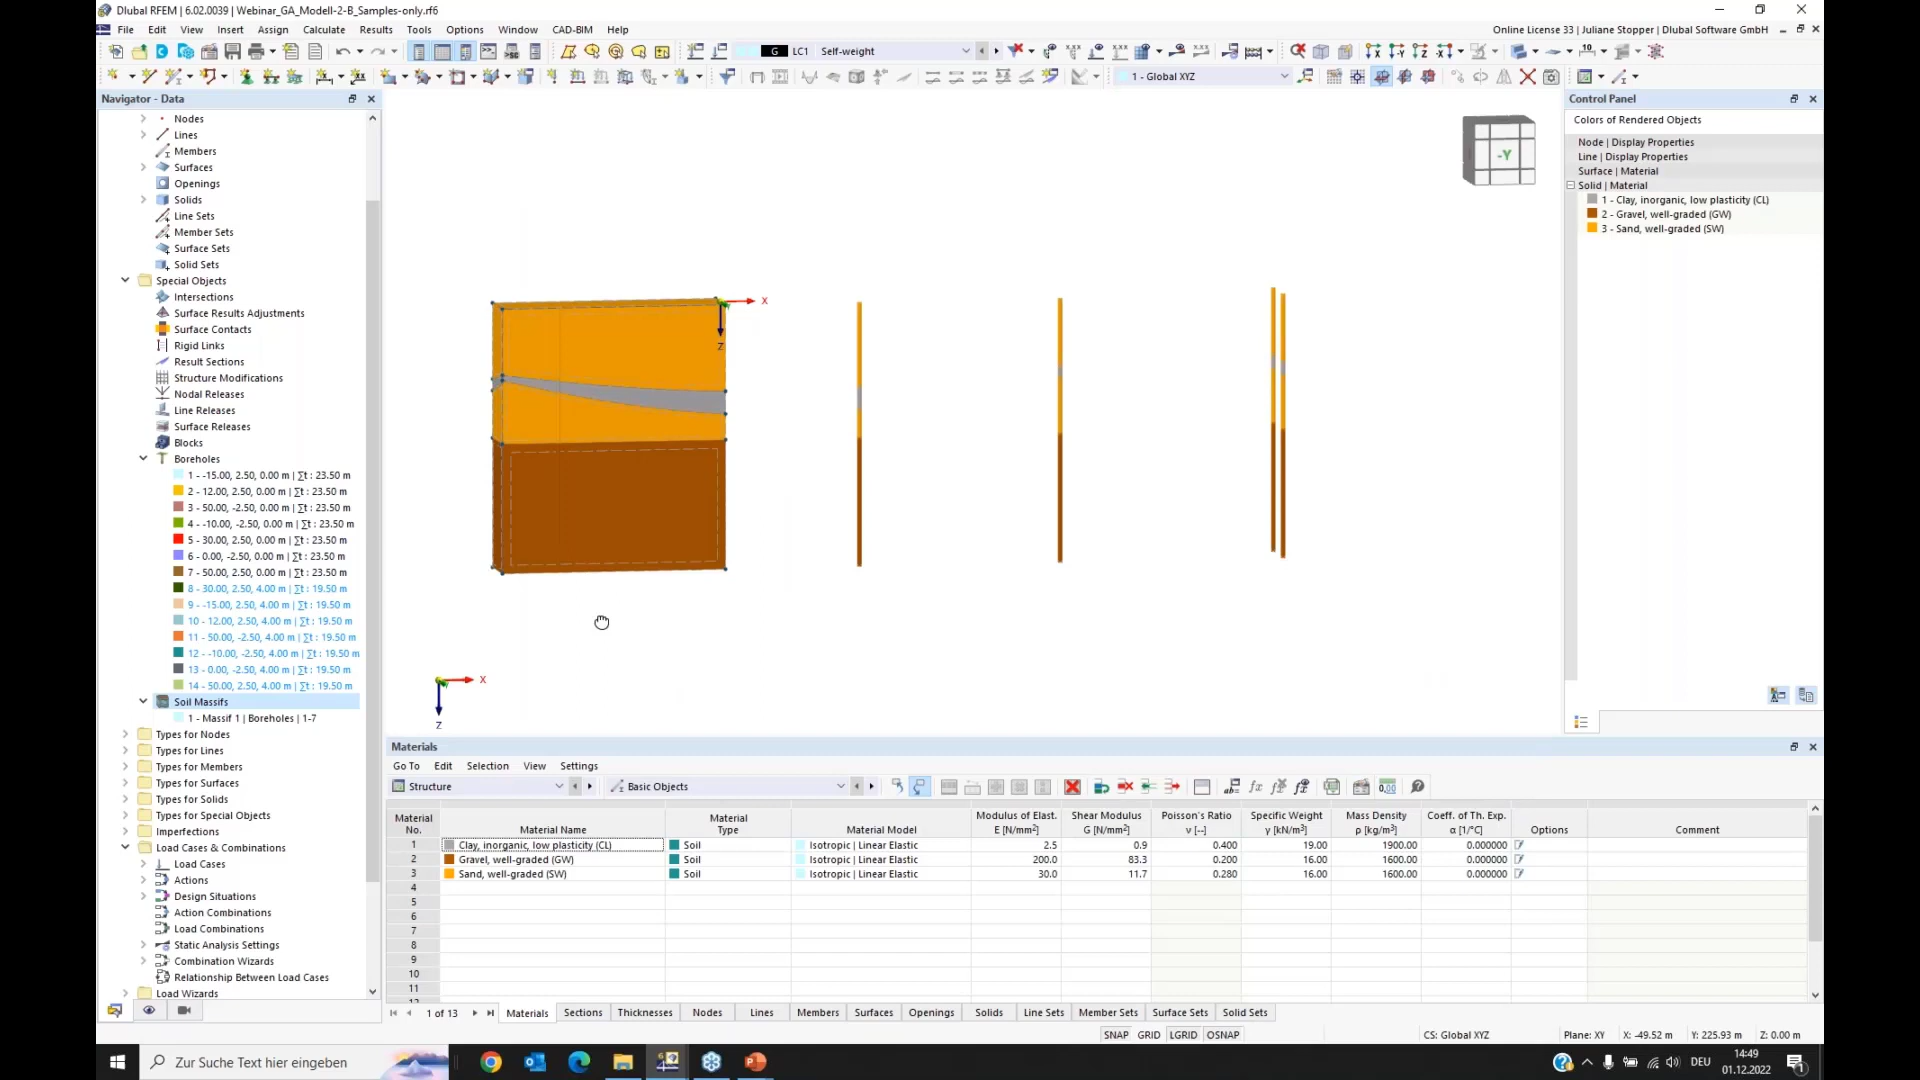 Dlubal RFEM | 6.02.0039 | Webinar_GA_Modell-2-B_Samples-only.rf6
File Edit View Insert Assign Calculate Results Tools Options Window CAD-BIM Help
Online License 33 | Juliane Stopper | Dlubal Software GmbH
G LC1 Self-weight
1 - Global XYZ
Navigator - Data
Nodes
Lines
Members
Surfaces
Openings
Solids
Line Sets
Member Sets
Surface Sets
Solid Sets
Special Objects
Intersections
Surface Results Adjustments
Surface Contacts
Rigid Links
Result Sections
Structure Modifications
Nodal Releases
Line Releases
Surface Releases
Blocks
Boreholes
1 - -15.00, 2.50, 0.00 m | ∑t : 23.50 m
2 - 12.00, 2.50, 0.00 m | ∑t : 23.50 m
3 - 50.00, -2.50, 0.00 m | ∑t : 23.50 m
4 - -10.00, -2.50, 0.00 m | ∑t : 23.50 m
5 - 30.00, 2.50, 0.00 m | ∑t : 23.50 m
6 - 0.00, -2.50, 0.00 m | ∑t : 23.50 m
7 - 50.00, 2.50, 0.00 m | ∑t : 23.50 m
8 - 30.00, 2.50, 4.00 m | ∑t : 19.50 m
9 - -15.00, 2.50, 4.00 m | ∑t : 19.50 m
10 - 12.00, 2.50, 4.00 m | ∑t : 19.50 m
11 - 50.00, -2.50, 4.00 m | ∑t : 19.50 m
12 - -10.00, -2.50, 4.00 m | ∑t : 19.50 m
13 - 0.00, -2.50, 4.00 m | ∑t : 19.50 m
14 - 50.00, 2.50, 4.00 m | ∑t : 19.50 m
Soil Massifs
1 - Massif 1 | Boreholes | 1-7
Types for Nodes
Types for Lines
Types for Members
Types for Surfaces
Types for Solids
Types for Special Objects
Imperfections
Load Cases & Combinations
Load Cases
Actions
Design Situations
Action Combinations
Load Combinations
Static Analysis Settings
Combination Wizards
Relationship Between Load Cases
Load Wizards
X
Z
X
Z
-Y
Control Panel
Colors of Rendered Objects
Node | Display Properties
Line | Display Properties
Surface | Material
Solid | Material
1 - Clay, inorganic, low plasticity (CL)
2 - Gravel, well-graded (GW)
3 - Sand, well-graded (SW)
Materials
Go To Edit Selection View Settings
Structure Basic Objects
Material No. Material Name Material Type Material Model Modulus of Elast. E [N/mm²] Shear Modulus G [N/mm²] Poisson's Ratio ν [--] Specific Weight γ [kN/m³] Mass Density ρ [kg/m³] Coeff. of Th. Exp. α [1/°C] Options Comment
1 Clay, inorganic, low plasticity (CL) Soil Isotropic | Linear Elastic 2.5 0.9 0.400 19.00 1900.00 0.000000
2 Gravel, well-graded (GW) Soil Isotropic | Linear Elastic 200.0 83.3 0.200 16.00 1600.00 0.000000
3 Sand, well-graded (SW) Soil Isotropic | Linear Elastic 30.0 11.7 0.280 16.00 1600.00 0.000000
4
5
6
7
8
9
10
11
1 of 13 Materials Sections Thicknesses Nodes Lines Members Surfaces Openings Solids Line Sets Member Sets Surface Sets Solid Sets
SNAP GRID LGRID OSNAP CS: Global XYZ Plane: XY X: -49.52 m Y: 225.93 m Z: 0.00 m
Zur Suche Text hier eingeben
DEU
14:49
01.12.2022